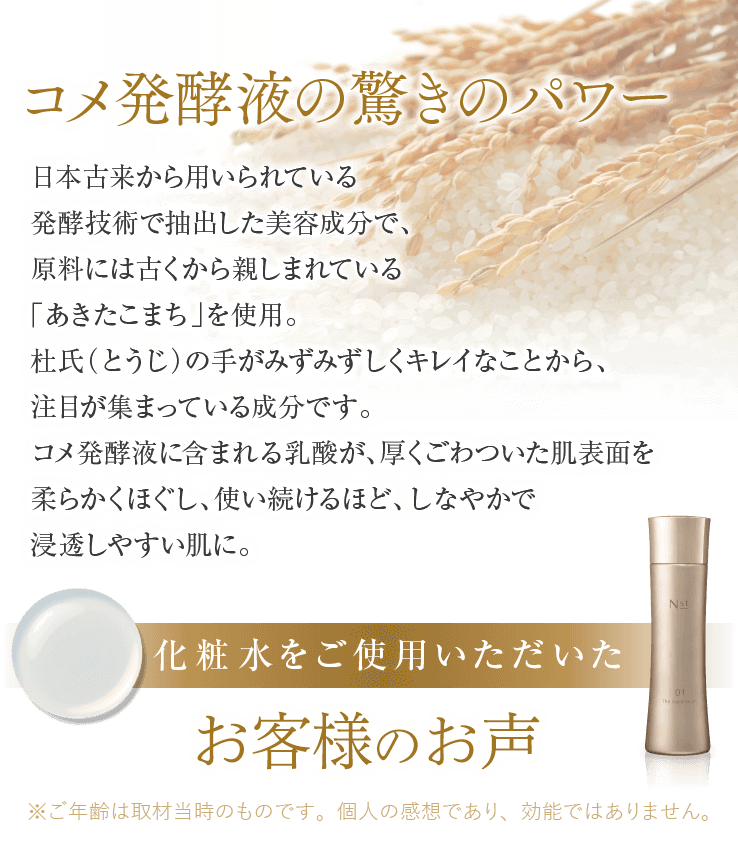 コメ発酵液の驚きのパワー
日本古来から用いられている
発酵技術で抽出した美容成分で、
原料には古くから親しまれている
「あきたこまち」を使用。
杜氏（とうじ）の手がみずみずしくキレイなことから、
注目が集まっている成分です。
コメ発酵液に含まれる乳酸が、厚くごわついた肌表面を
柔らかくほぐし、使い続けるほど、しなやかで
浸透しやすい肌に。
01
化粧水をご使用いただいた
お客様のお声
※ご年齢は取材当時のものです。個人の感想であり、効能ではありません。